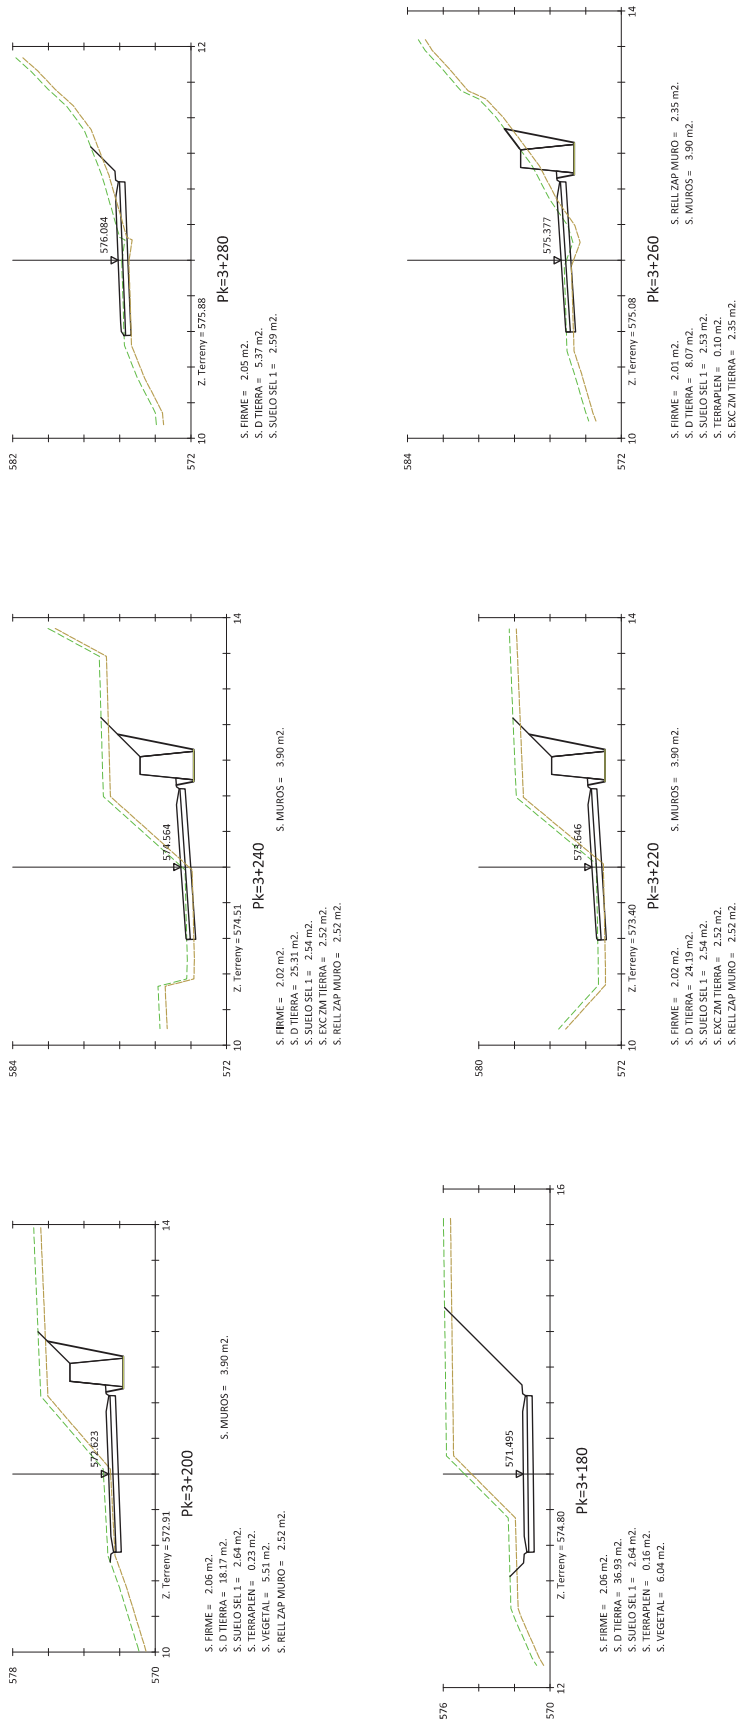 582
572
10
12
576.084
Z. Terreny = 575.88
Pk=3+280
S. FIRME = 2.05 m2.
S. D TIERRA = 5.37 m2.
S. SUELO SEL 1 = 2.59 m2.
584
572
10
14
575.377
Z. Terreny = 575.08
Pk=3+260
S. FIRME = 2.01 m2.
S. D TIERRA = 8.07 m2.
S. SUELO SEL 1 = 2.53 m2.
S. TERRAPLEN = 0.10 m2.
S. EXC ZM TIERRA = 2.35 m2.
S. RELL ZAP MURO = 2.35 m2.
S. MUROS = 3.90 m2.
584
572
10
14
574.564
Z. Terreny = 574.51
Pk=3+240
S. FIRME = 2.02 m2.
S. D TIERRA = 25.31 m2.
S. SUELO SEL 1 = 2.54 m2.
S. EXC ZM TIERRA = 2.52 m2.
S. RELL ZAP MURO = 2.52 m2.
S. MUROS = 3.90 m2.
580
572
10
14
573.646
Z. Terreny = 573.40
Pk=3+220
S. FIRME = 2.02 m2.
S. D TIERRA = 24.19 m2.
S. SUELO SEL 1 = 2.54 m2.
S. EXC ZM TIERRA = 2.52 m2.
S. RELL ZAP MURO = 2.52 m2.
S. MUROS = 3.90 m2.
578
570
10
14
572.623
Z. Terreny = 572.91
Pk=3+200
S. FIRME = 2.06 m2.
S. D TIERRA = 18.17 m2.
S. SUELO SEL 1 = 2.64 m2.
S. TERRAPLEN = 0.23 m2.
S. VEGETAL = 5.51 m2.
S. RELL ZAP MURO = 2.52 m2.
S. MUROS = 3.90 m2.
576
570
12
16
571.495
Z. Terreny = 574.80
Pk=3+180
S. FIRME = 2.06 m2.
S. D TIERRA = 36.93 m2.
S. SUELO SEL 1 = 2.64 m2.
S. TERRAPLEN = 0.16 m2.
S. VEGETAL = 6.04 m2.